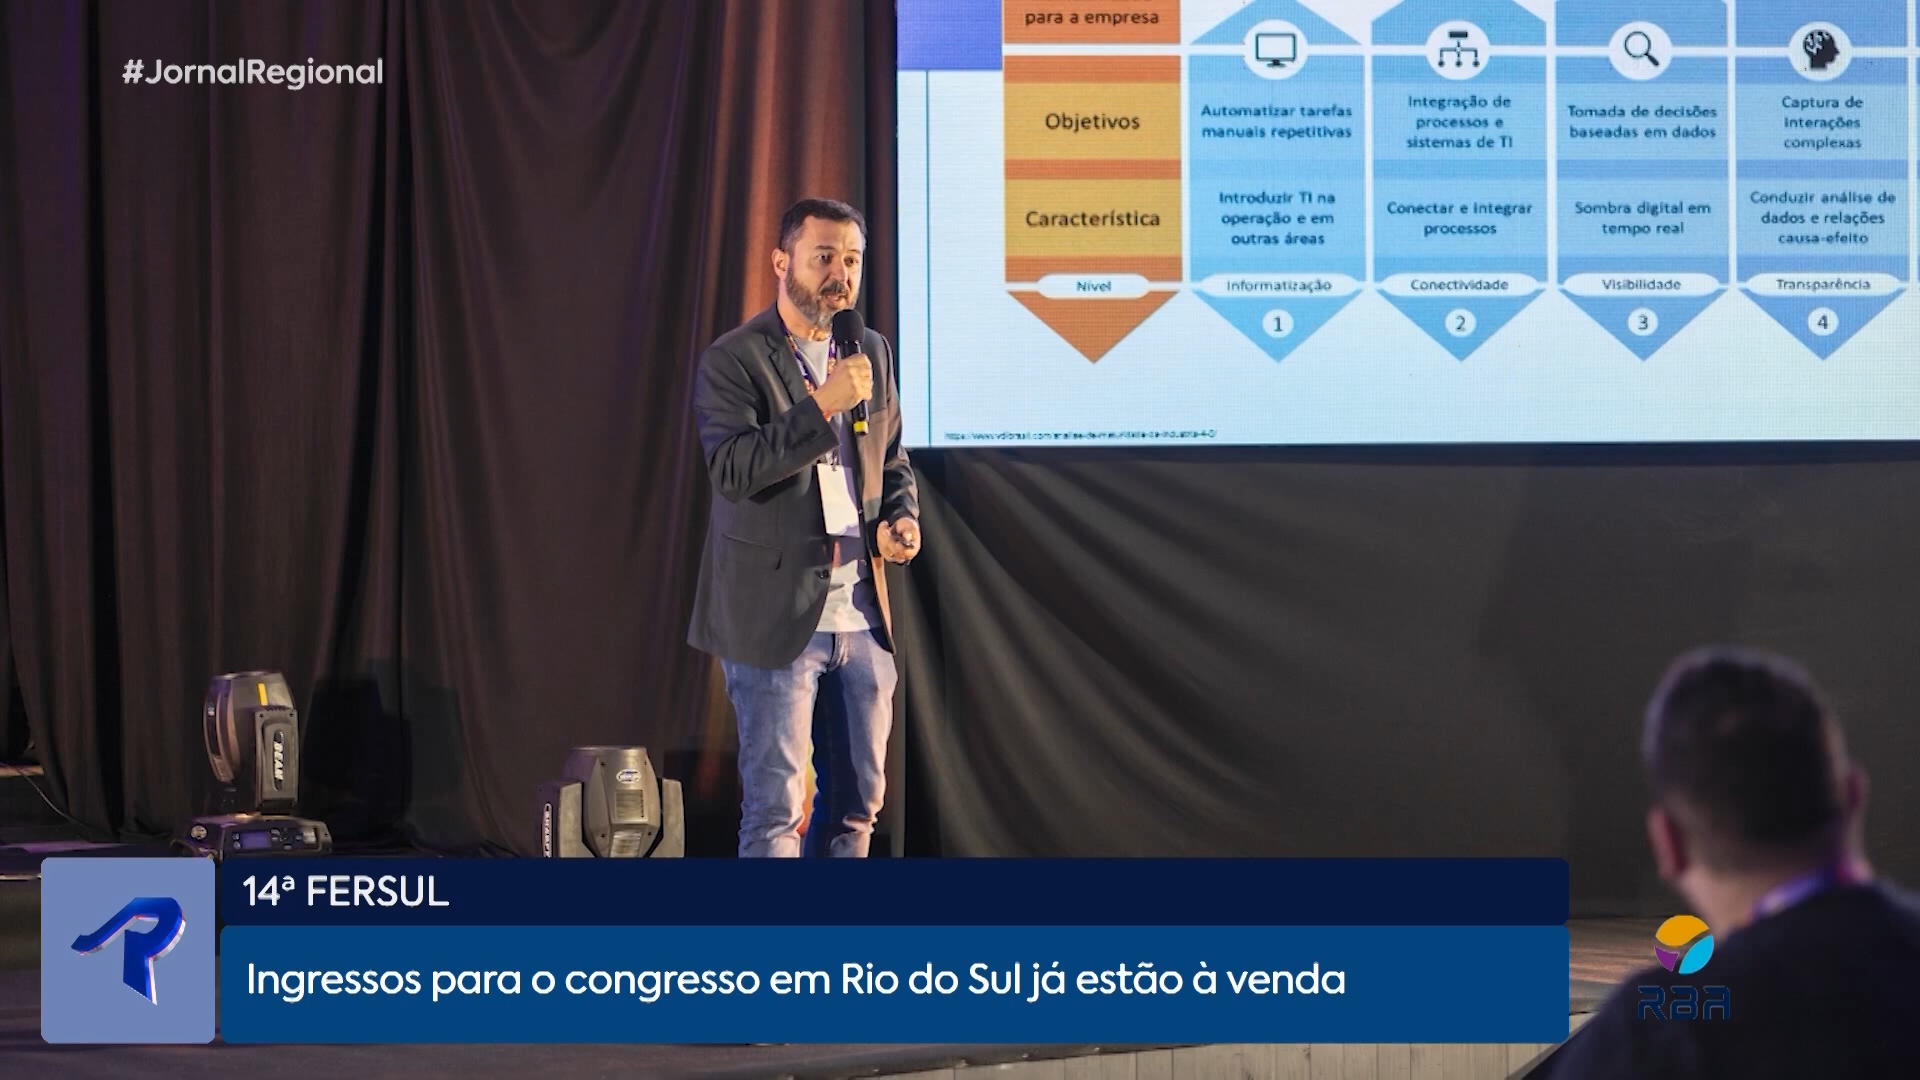 #JornalRegional
para a empresa
Objetivos
Automatizar tarefas
manuais repetitivas
Integração de
processos e
sistemas de TI
Tomada de decisões
baseadas em dados
Captura de
interações
complexas
Característica
Introduzir TI na
operação e em
outras áreas
Conectar e integrar
processos
Sombra digital em
tempo real
Conduzir análise de
dados e relações
causa-efeito
Nível
Informatização
Conectividade
Visibilidade
Transparência
1
2
3
4
BEAM
14ª FERSUL
Ingressos para o congresso em Rio do Sul já estão à venda
RBA